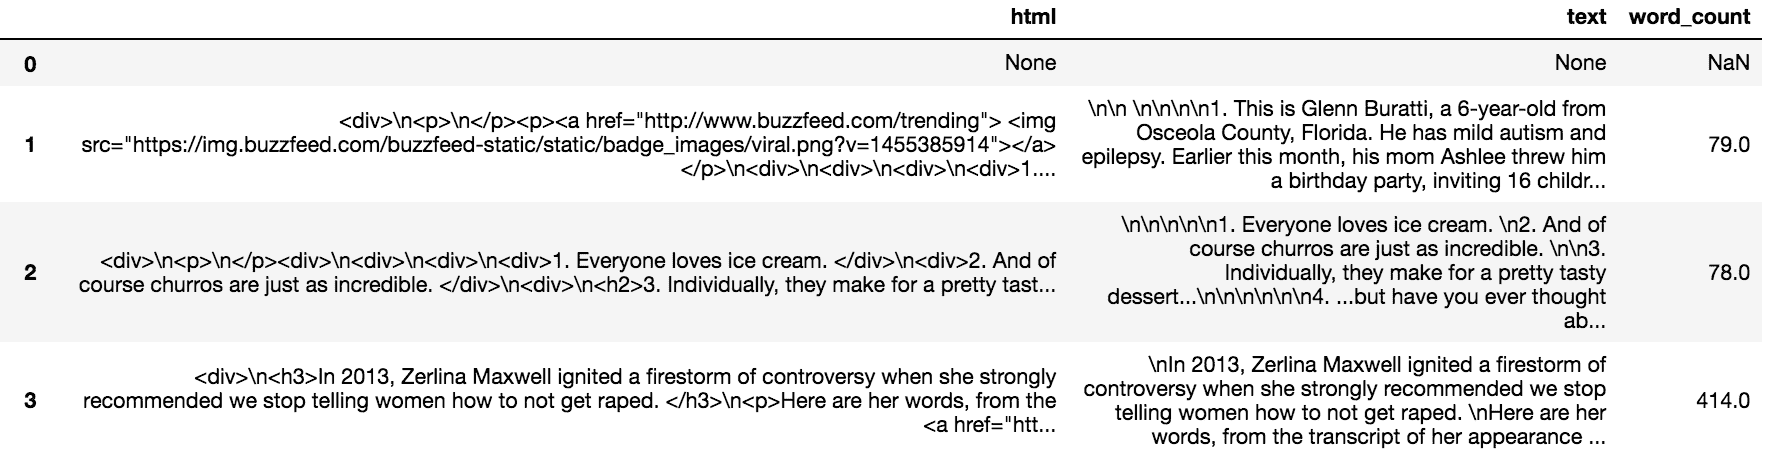 html text word_count
0 None None NaN
<div>\n<p>\n</p><p><a href="http://www.buzzfeed.com/trending"> <img
src="https://img.buzzfeed.com/buzzfeed-static/static/badge_images/viral.png?v=1455385914"></a>
</p>\n<div>\n<div>\n<div>\n<div>1....
1
\n\n \n\n\n\n1. This is Glenn Buratti, a 6-year-old from
Osceola County, Florida. He has mild autism and
epilepsy. Earlier this month, his mom Ashlee threw him
a birthday party, inviting 16 childr...
79.0
2
<div>\n<p>\n</p><div>\n<div>\n<div>\n<div>1. Everyone loves ice cream. </div>\n<div>2. And of
course churros are just as incredible. </div>\n<div>\n<h2>3. Individually, they make for a pretty tast...
\n\n\n\n\n1. Everyone loves ice cream. \n2. And of
course churros are just as incredible. \n\n3.
Individually, they make for a pretty tasty
dessert...\n\n\n\n\n\n4. ...but have you ever thought
ab...
78.0
3
<div>\n<h3>In 2013, Zerlina Maxwell ignited a firestorm of controversy when she strongly
recommended we stop telling women how to not get raped. </h3>\n<p>Here are her words, from the
<a href="htt...
\nIn 2013, Zerlina Maxwell ignited a firestorm of
controversy when she strongly recommended we stop
telling women how to not get raped. \nHere are her
words, from the transcript of her appearance ...
414.0